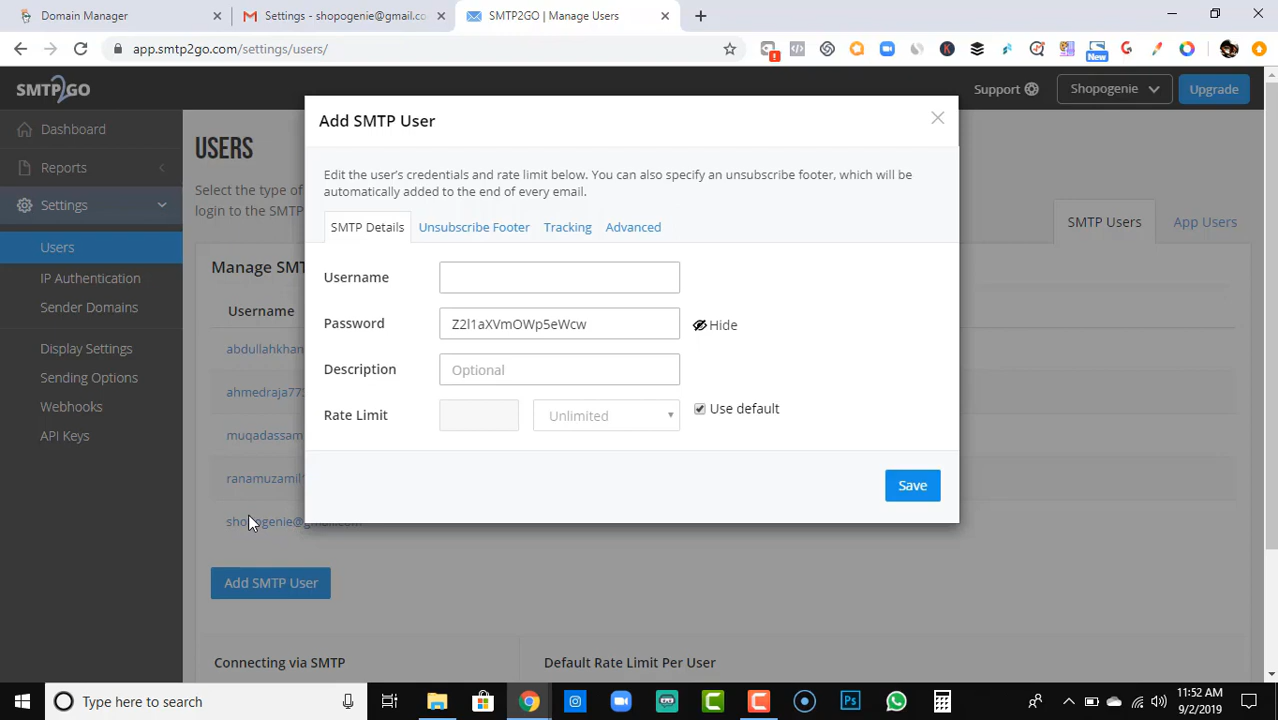 Domain Manager
Settings - shopogenie@gmail.co
SMTP2GO | Manage Users
app.smtp2go.com/settings/users/
New
SMTP2GO
Support
Shopogenie
Upgrade
Dashboard
Reports
Settings
Users
IP Authentication
Sender Domains
Display Settings
Sending Options
Webhooks
API Keys
USERS
Select the type of
login to the SMTP
SMTP Users
App Users
Manage SM
Username
abdullahkhan
ahmedraja77
muqadassam
ranamuzamil
shopogenie@gmail.com
Add SMTP User
Connecting via SMTP
Default Rate Limit Per User
Add SMTP User
Edit the user's credentials and rate limit below. You can also specify an unsubscribe footer, which will be
automatically added to the end of every email.
SMTP Details
Unsubscribe Footer
Tracking
Advanced
Username
Password
Z2l1aXVmOWp5eWcw
Hide
Description
Optional
Rate Limit
Unlimited
Use default
Save
Type here to search
Ps
11:52 AM
9/2/2019